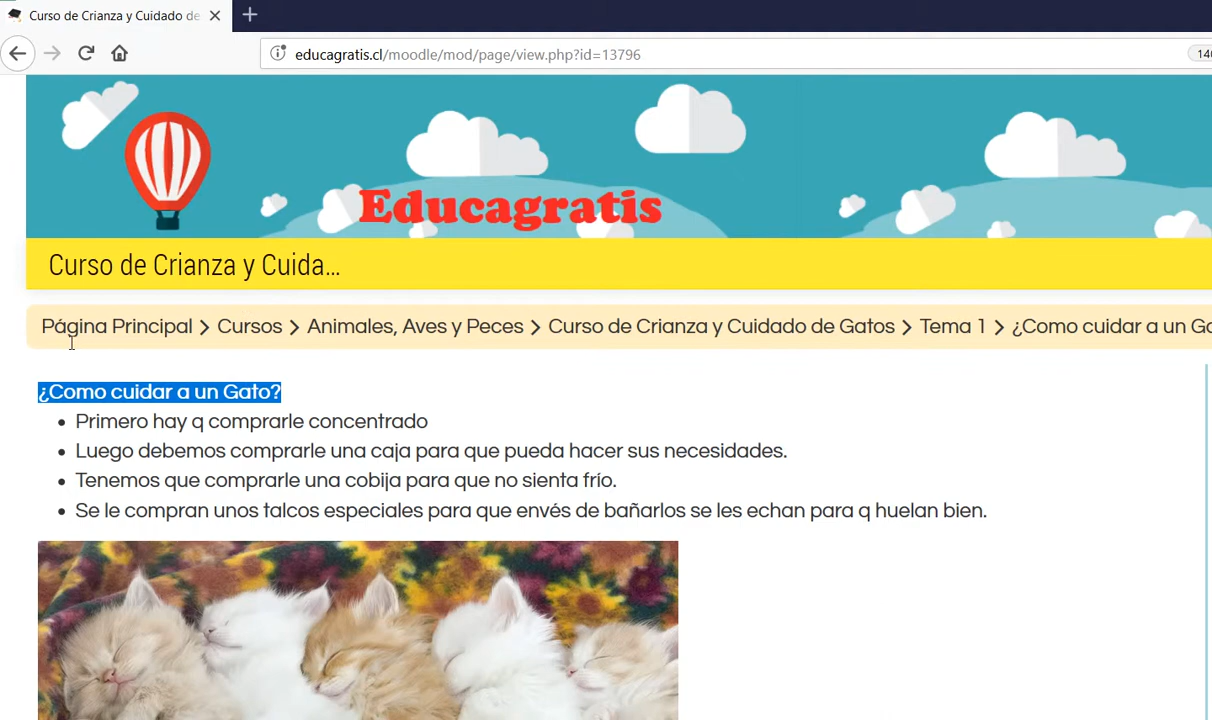 Curso de Crianza y Cuidado de
educagratis.cl/moodle/mod/page/view.php?id=13796
Educagratis
Curso de Crianza y Cuida...
Página Principal > Cursos > Animales, Aves y Peces > Curso de Crianza y Cuidado de Gatos > Tema 1 > ¿Como cuidar a un
¿Como cuidar a un Gato?
• Primero hay q comprarle concentrado
• Luego debemos comprarle una caja para que pueda hacer sus necesidades.
• Tenemos que comprarle una cobija para que no sienta frío.
• Se le compran unos talcos especiales para que envés de bañarlos se les echan para q huelan bien.